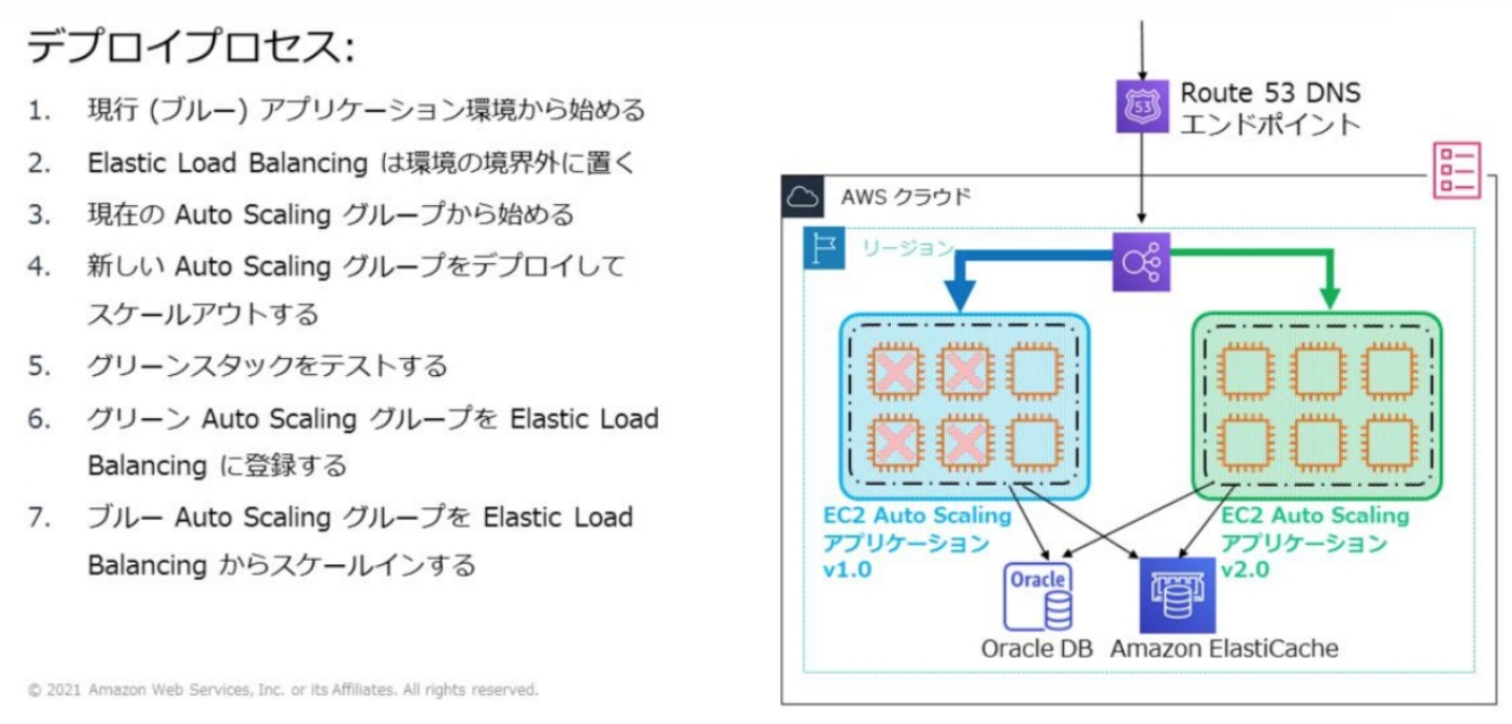 デプロイプロセス:
1. 現行 (ブルー) アプリケーション環境から始める
2. Elastic Load Balancing は環境の境界外に置く
3. 現在の Auto Scaling グループから始める
4. 新しい Auto Scaling グループをデプロイして
スケールアウトする
5. グリーンスタックをテストする
6. グリーン Auto Scaling グループを Elastic Load
Balancing に登録する
7. ブルー Auto Scaling グループを Elastic Load
Balancing からスケールインする
© 2021 Amazon Web Services, Inc. or its Affiliates. All rights reserved.
53
Route 53 DNS
エンドポイント
AWS クラウド
リージョン
EC2 Auto Scaling
アプリケーション
v1.0
EC2 Auto Scaling
アプリケーション
v2.0
Oracle
Oracle DB
Amazon ElastiCache